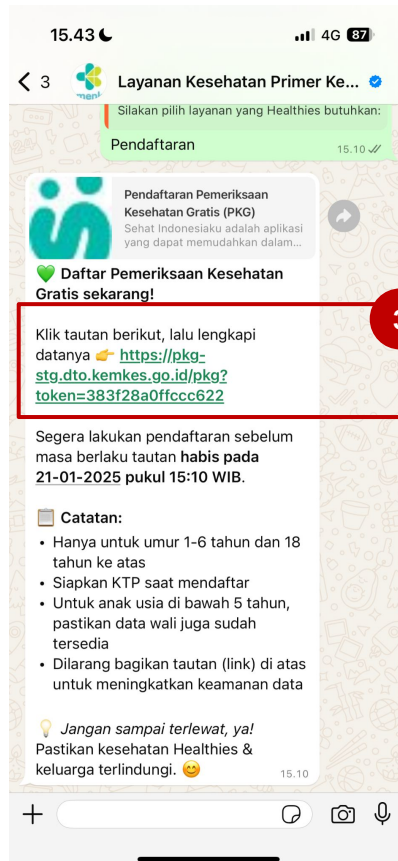 15.43
4G 87
3
Layanan Kesehatan Primer Ke...
Silakan pilih layanan yang Healthies butuhkan:
Pendaftaran
15.10
Pendaftaran Pemeriksaan
Kesehatan Gratis (PKG)
Sehat Indonesiaku adalah aplikasi
yang dapat memudahkan dalam...
Daftar Pemeriksaan Kesehatan
Gratis sekarang!
Klik tautan berikut, lalu lengkapi
datanya 👉 https://pkg-
stg.dto.kemkes.go.id/pkg?
token=383f28a0ffccc622
Segera lakukan pendaftaran sebelum
masa berlaku tautan habis pada
21-01-2025 pukul 15:10 WIB.
Catatan:
• Hanya untuk umur 1-6 tahun dan 18
tahun ke atas
• Siapkan KTP saat mendaftar
• Untuk anak usia di bawah 5 tahun,
pastikan data wali juga sudah
tersedia
• Dilarang bagikan tautan (link) di atas
untuk meningkatkan keamanan data
Jangan sampai terlewat, ya!
Pastikan kesehatan Healthies &
keluarga terlindungi. 😊
15.10